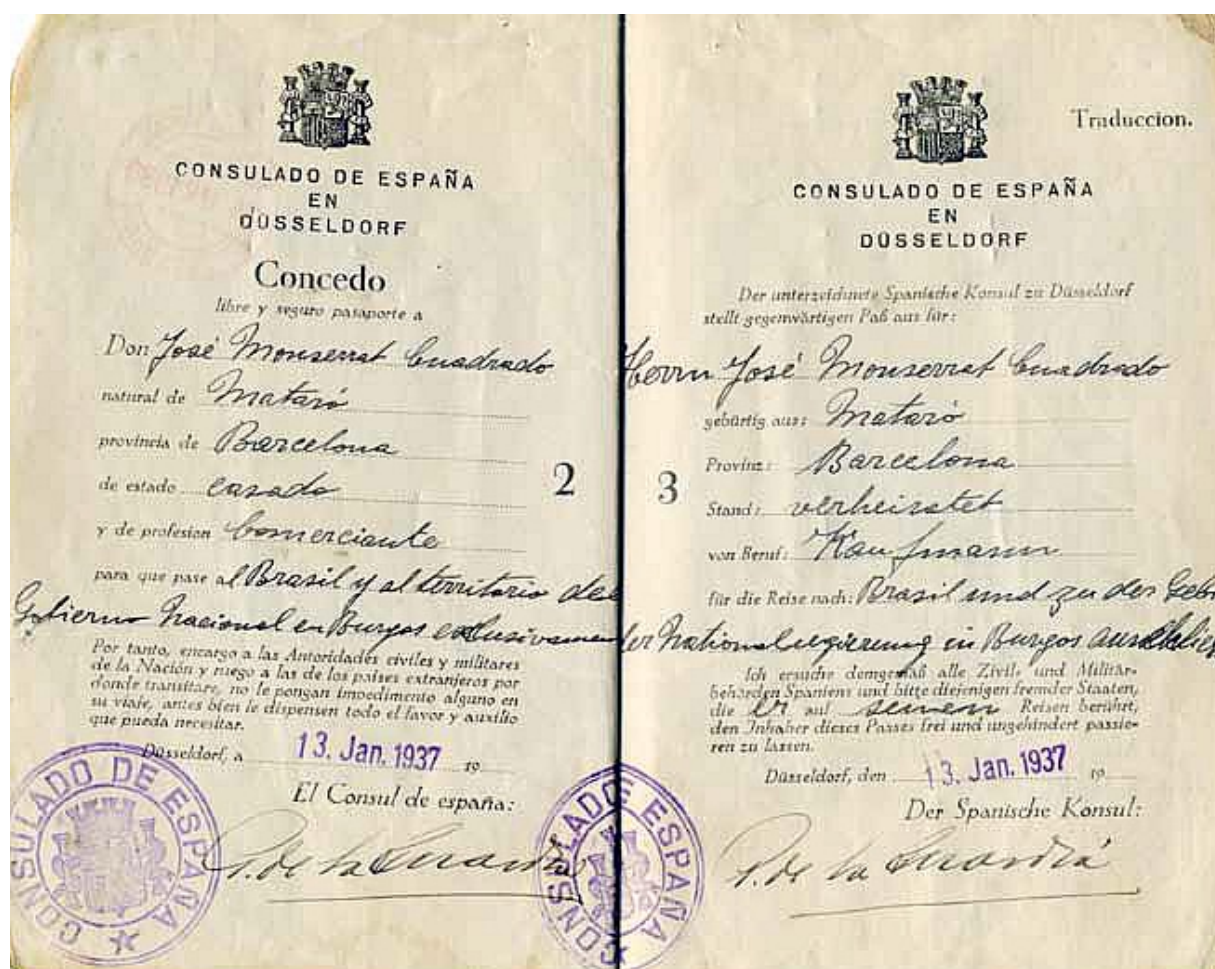 CONSULADO DE ESPAÑA
EN
DÜSSELDORF
Concedo
libre y seguro pasaporte a
Don José Monserrat Cuadrado
natural de Mataró
provincia de Barcelona
de estado casado
y de profesion Comerciante
para que pase al Brasil y al territorio del
Gobierno Nacional en Burgos exclusivamen
Por tanto, encargo a las Autoridades civiles y militares
de la Nación y ruego a las de los paises extranjeros por
donde transitare, no le pongan impedimento alguno en
su viaje, antes bien le dispensen todo el favor y auxilio
que pueda necesitar.
Düsseldorf, a 13. Jan. 1937 19
El Consul de españa:
P. de la Guardia
CONSULADO DE ESPAÑA
2
Traduccion.
CONSULADO DE ESPAÑA
EN
DÜSSELDORF
Der unterzeichnete Spanische Konsul zu Düsseldorf
stellt gegenwärtigen Paß aus für:
Herrn José Monserrat Cuadrado
gebürtig aus: Mataró
Provinz: Barcelona
Stand: verheiratet
von Beruf: Kaufmann
für die Reise nach: Brasil und zu der Geb
der Nationalregierung in Burgos
Ich ersuche demgemäß alle Zivil- und Militär-
behörden Spaniens und bitte diejenigen fremder Staaten,
die er auf seinen Reisen berührt,
den Inhaber dieses Passes frei und ungehindert passie-
ren zu lassen.
Düsseldorf, den 13. Jan. 1937 19
Der Spanische Konsul:
P. de la Guardia
CONSULADO DE ESPAÑA
3